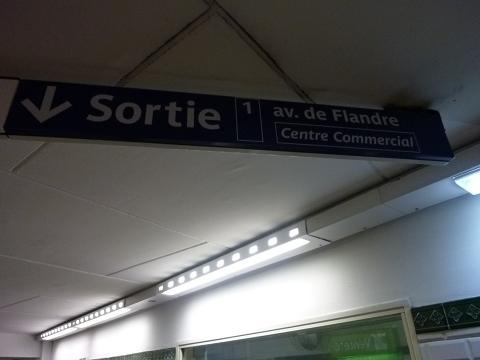 Sortie 1 av. de Flandre
Centre Commercial